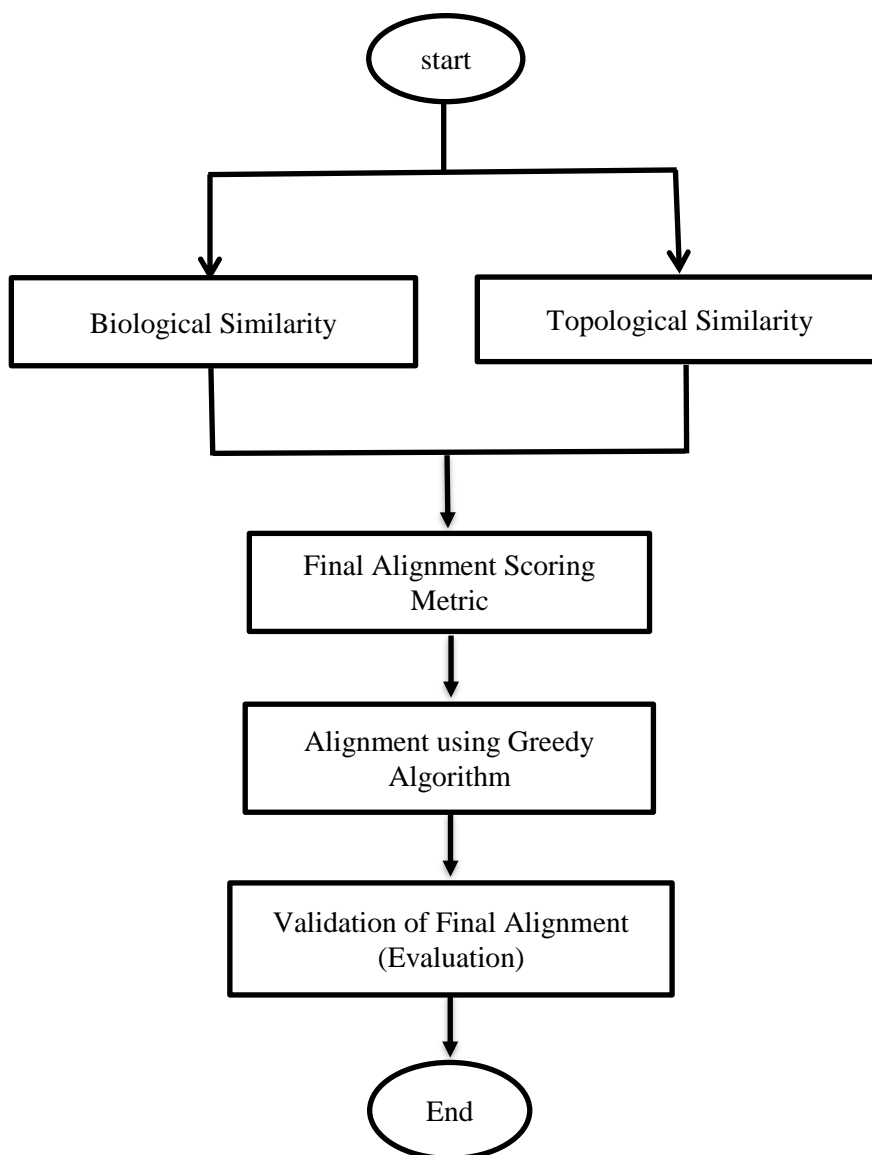 start
Biological Similarity
Topological Similarity
Final Alignment Scoring
Metric
Alignment using Greedy
Algorithm
Validation of Final Alignment
(Evaluation)
End